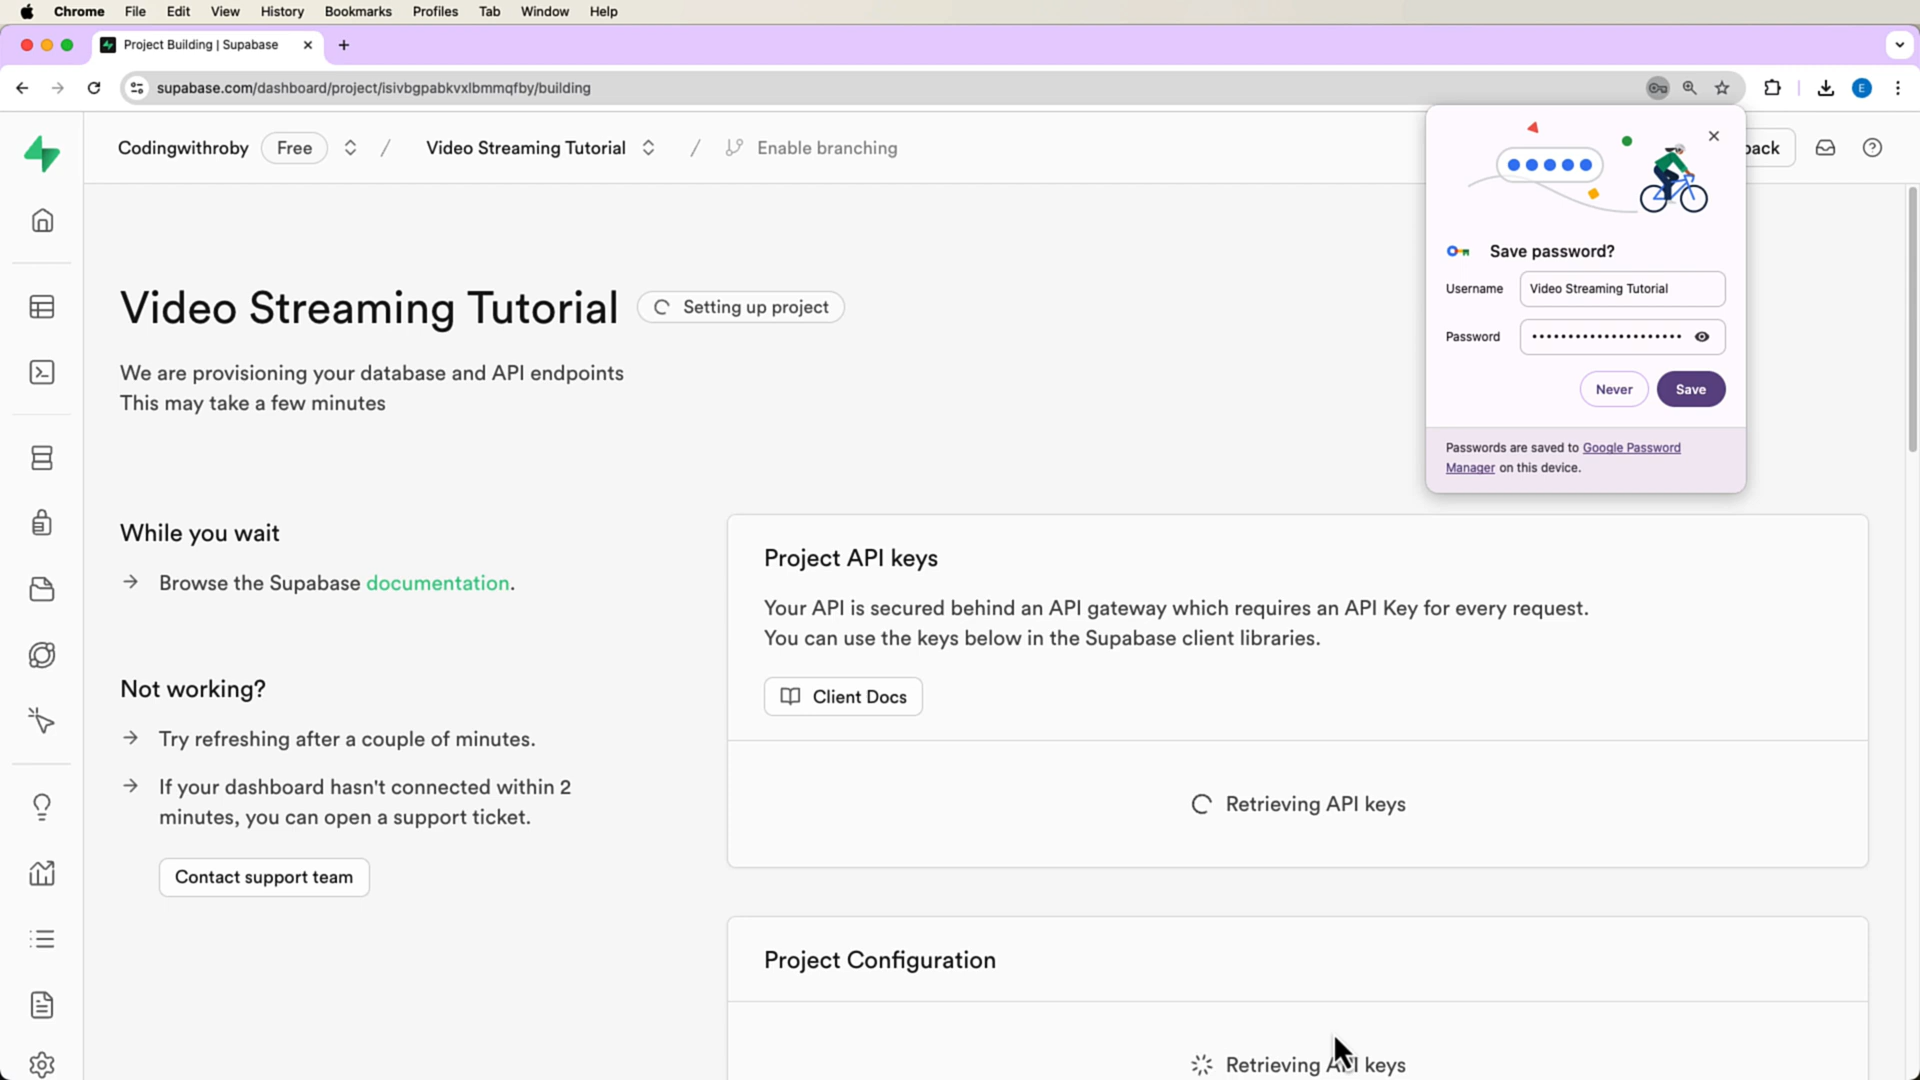 Chrome File Edit View History Bookmarks Profiles Tab Window Help
Project Building | Supabase
supabase.com/dashboard/project/isivbgpabkvxlbmmqfby/building
E
Codingwithroby Free / Video Streaming Tutorial / Enable branching
back
Save password?
Username Video Streaming Tutorial
Password ••••••••••••••••••••
Never Save
Passwords are saved to Google Password
Manager on this device.
Video Streaming Tutorial Setting up project
We are provisioning your database and API endpoints
This may take a few minutes
While you wait
Browse the Supabase documentation.
Not working?
Try refreshing after a couple of minutes.
If your dashboard hasn't connected within 2
minutes, you can open a support ticket.
Contact support team
Project API keys
Your API is secured behind an API gateway which requires an API Key for every request.
You can use the keys below in the Supabase client libraries.
Client Docs
Retrieving API keys
Project Configuration
Retrieving API keys